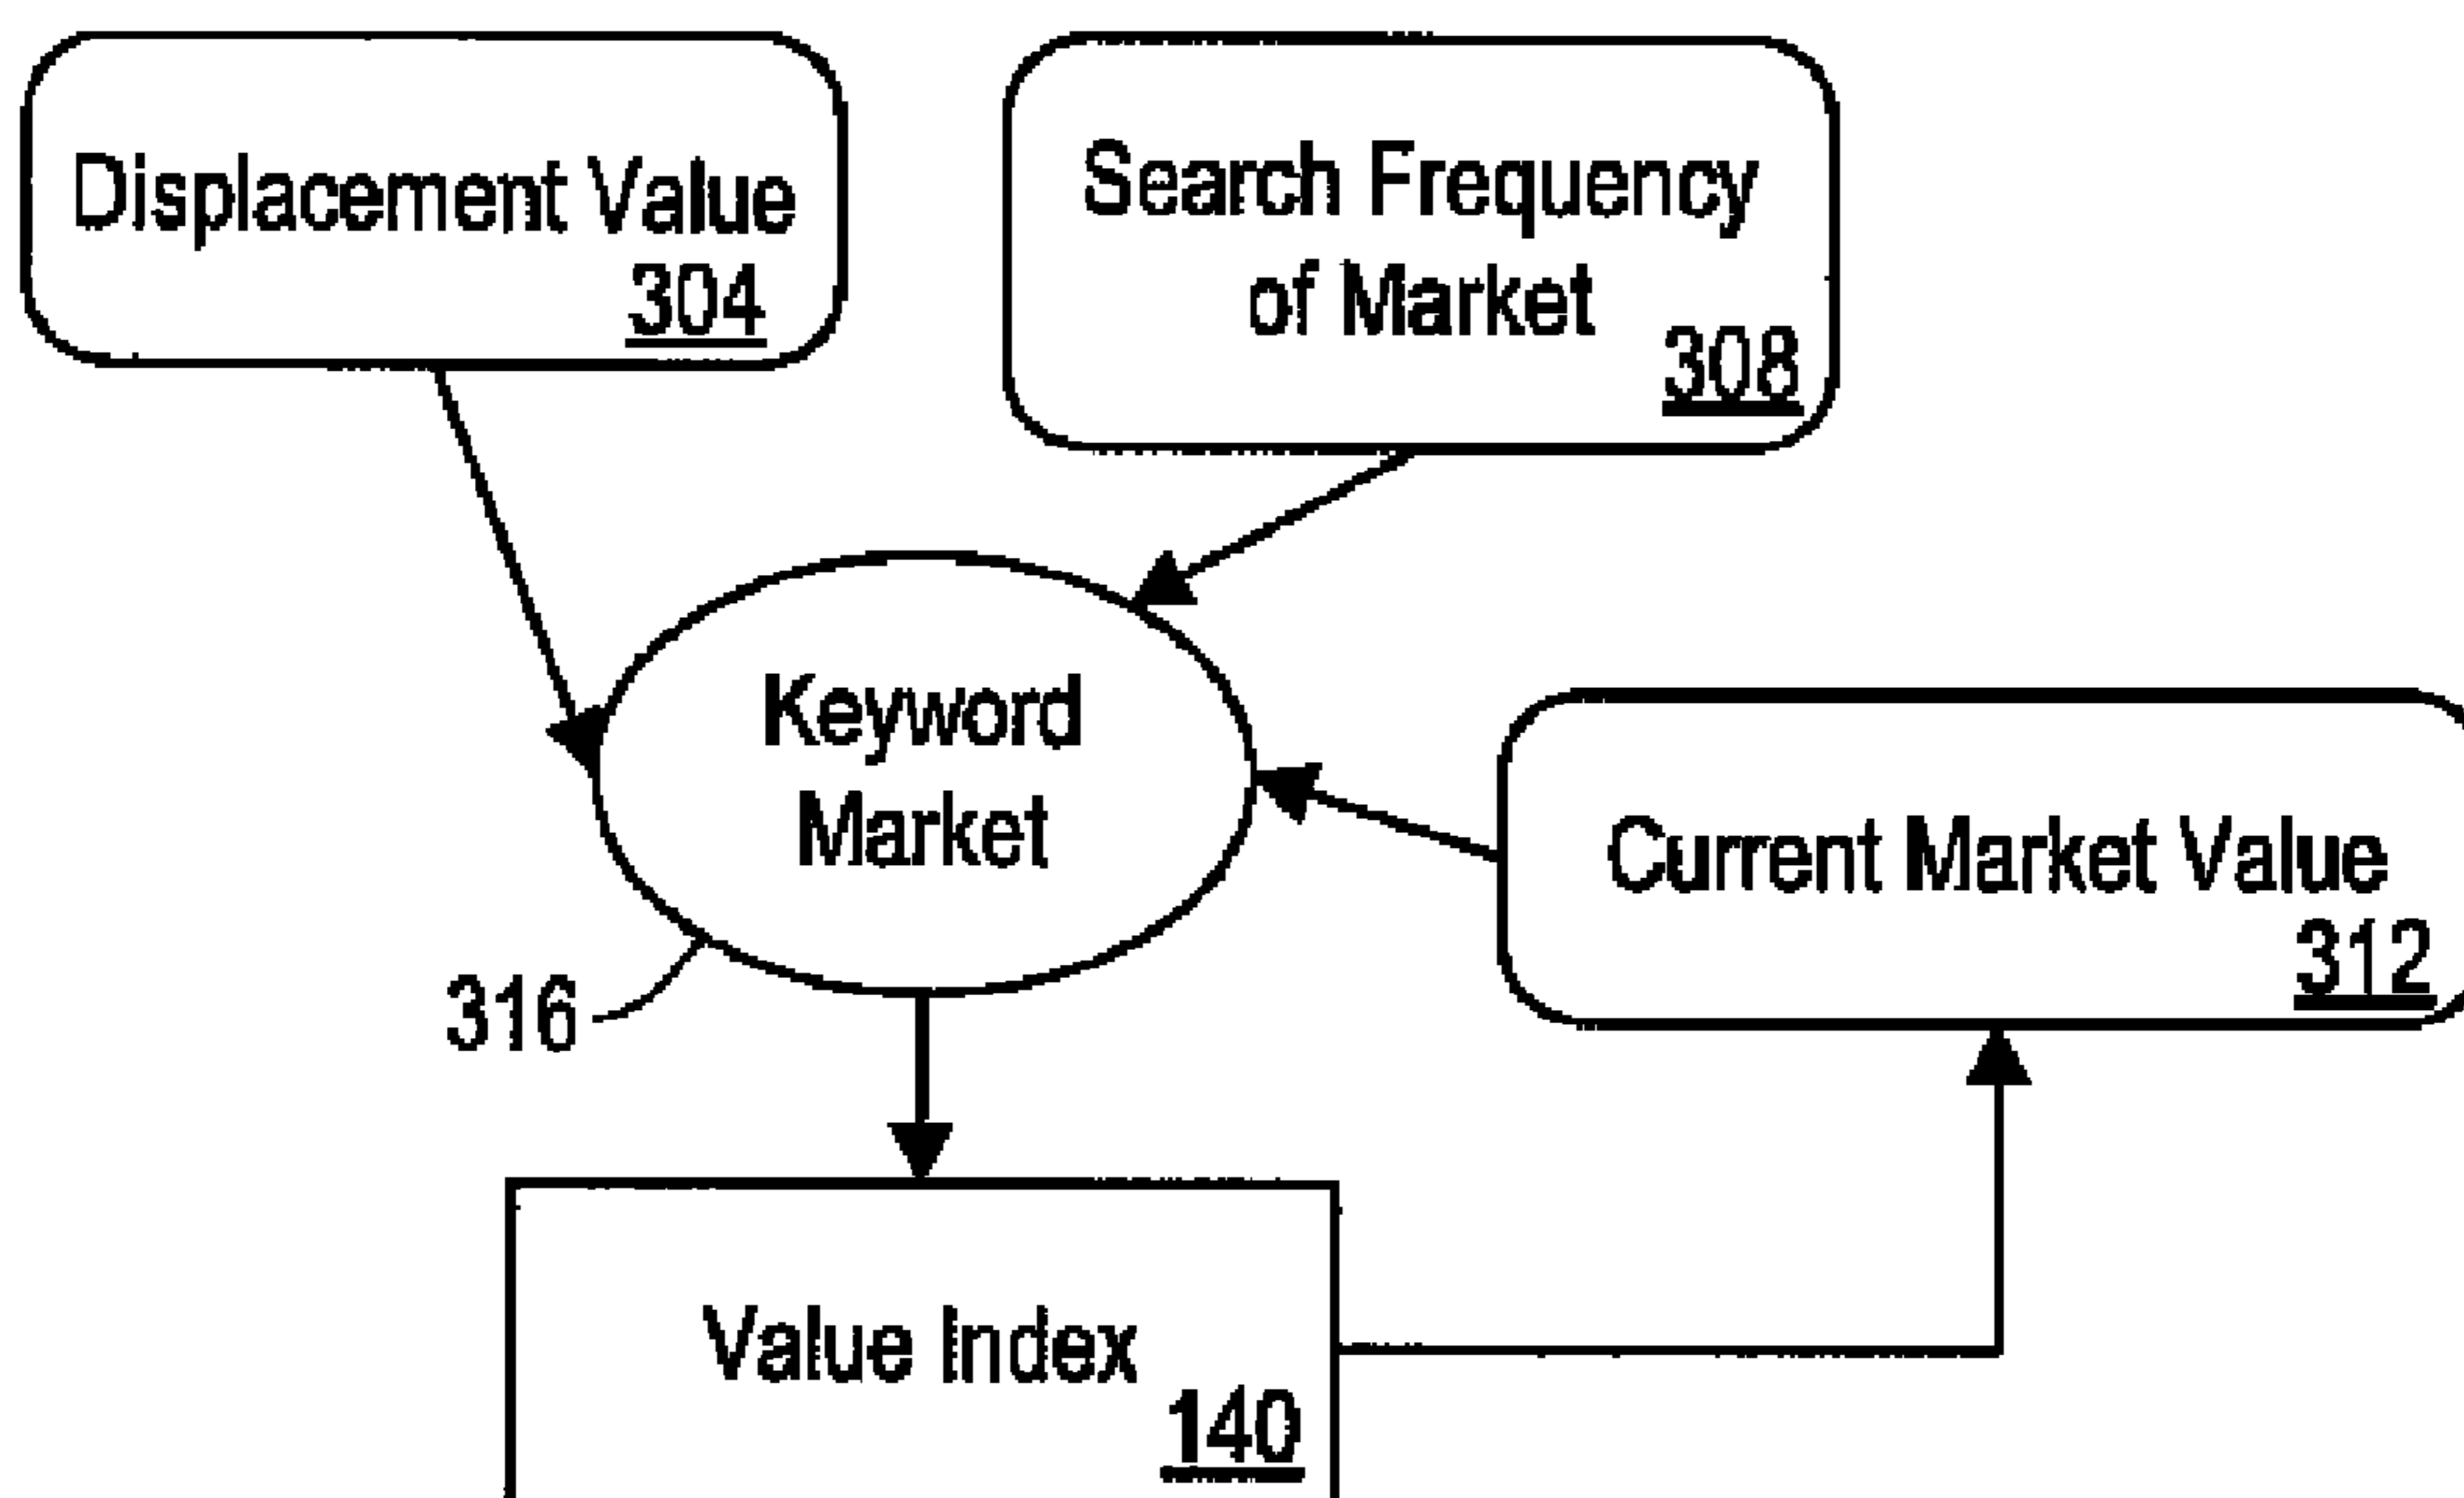 Displacement Value
304
Search Frequency
of Market
308
Keyword
Market
316
Current Market Value
312
Value Index
140